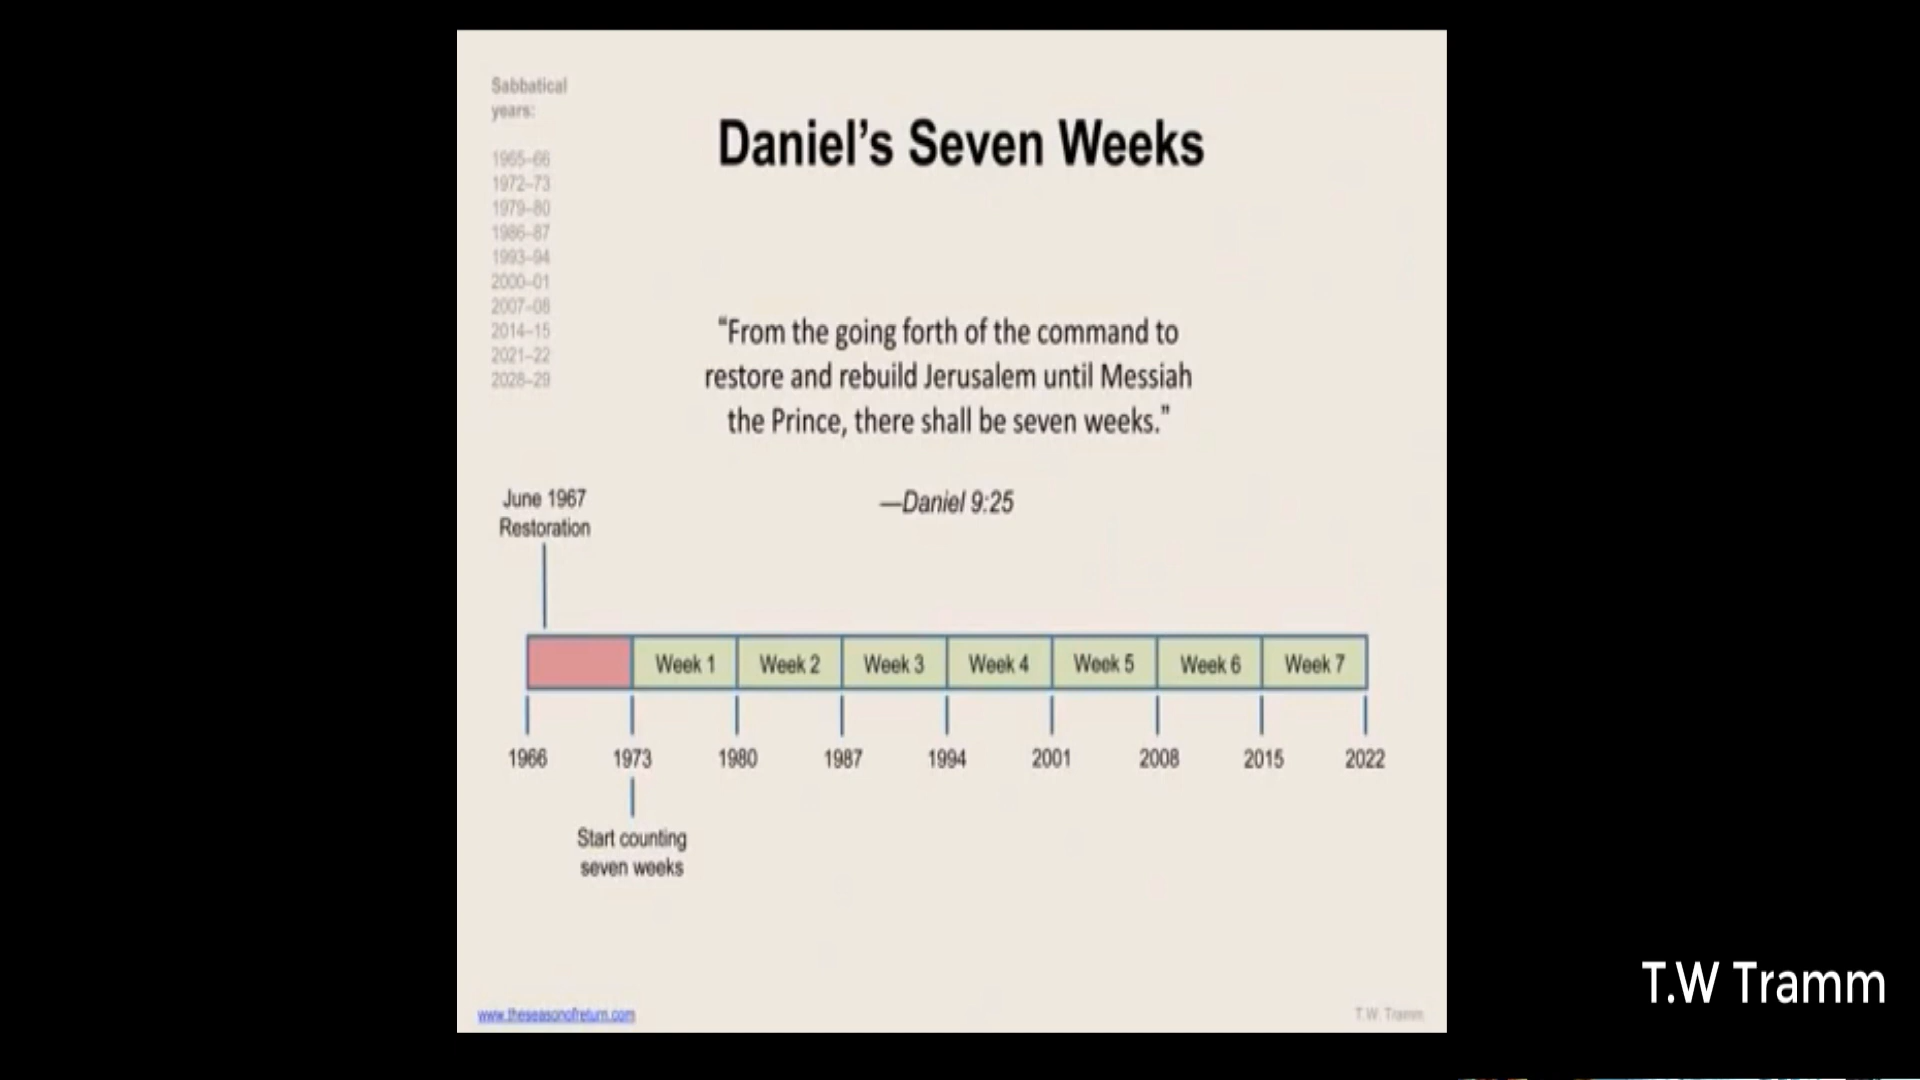 Sabbatical
years:
1965–66
1972–73
1979–80
1986–87
1993–94
2000–01
2007–08
2014–15
2021–22
2028–29
Daniel’s Seven Weeks
“From the going forth of the command to
restore and rebuild Jerusalem until Messiah
the Prince, there shall be seven weeks.”
—Daniel 9:25
June 1967
Restoration
Week 1 Week 2 Week 3 Week 4 Week 5 Week 6 Week 7
1966 1973 1980 1987 1994 2001 2008 2015 2022
Start counting
seven weeks
www.theseasonofreturn.com
T.W. Tramm
T.W Tramm